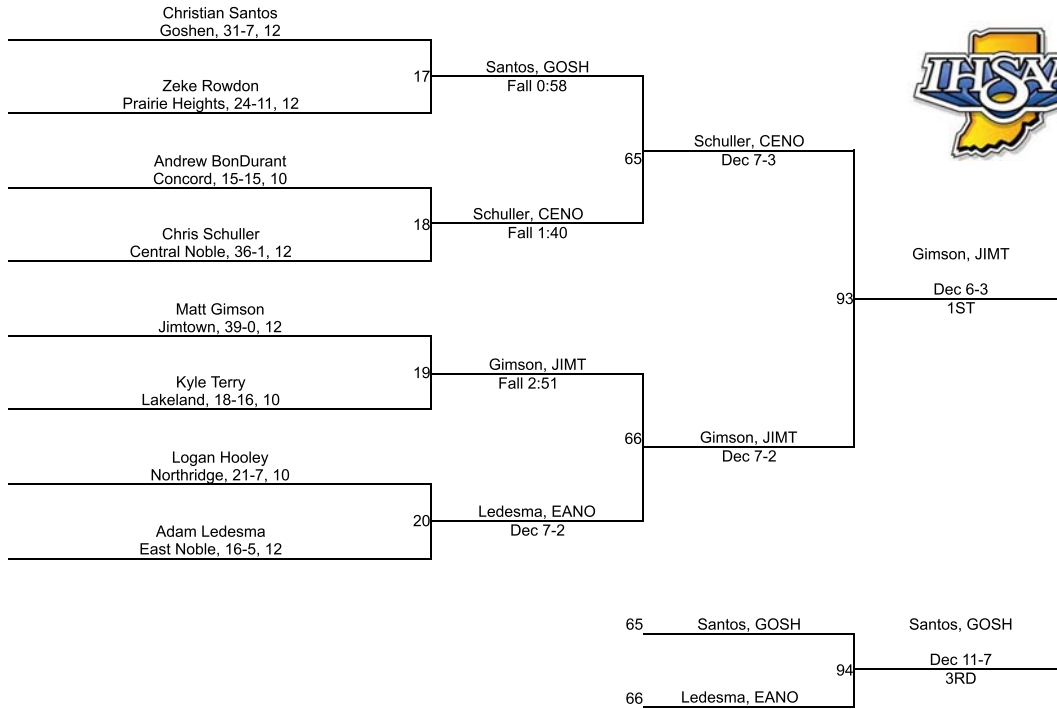 Christian Santos
Goshen, 31-7, 12
Zeke Rowdon
Prairie Heights, 24-11, 12
17
Santos, GOSH
Fall 0:58
Andrew BonDurant
Concord, 15-15, 10
Chris Schuller
Central Noble, 36-1, 12
18
Schuller, CENO
Fall 1:40
65
Schuller, CENO
Dec 7-3
Matt Gimson
Jimtown, 39-0, 12
Kyle Terry
Lakeland, 18-16, 10
19
Gimson, JIMT
Fall 2:51
Logan Hooley
Northridge, 21-7, 10
Adam Ledesma
East Noble, 16-5, 12
20
Ledesma, EANO
Dec 7-2
66
Gimson, JIMT
Dec 7-2
93
IHSAA
Gimson, JIMT
Dec 6-3
1ST
65
Santos, GOSH
66
Ledesma, EANO
94
Santos, GOSH
Dec 11-7
3RD